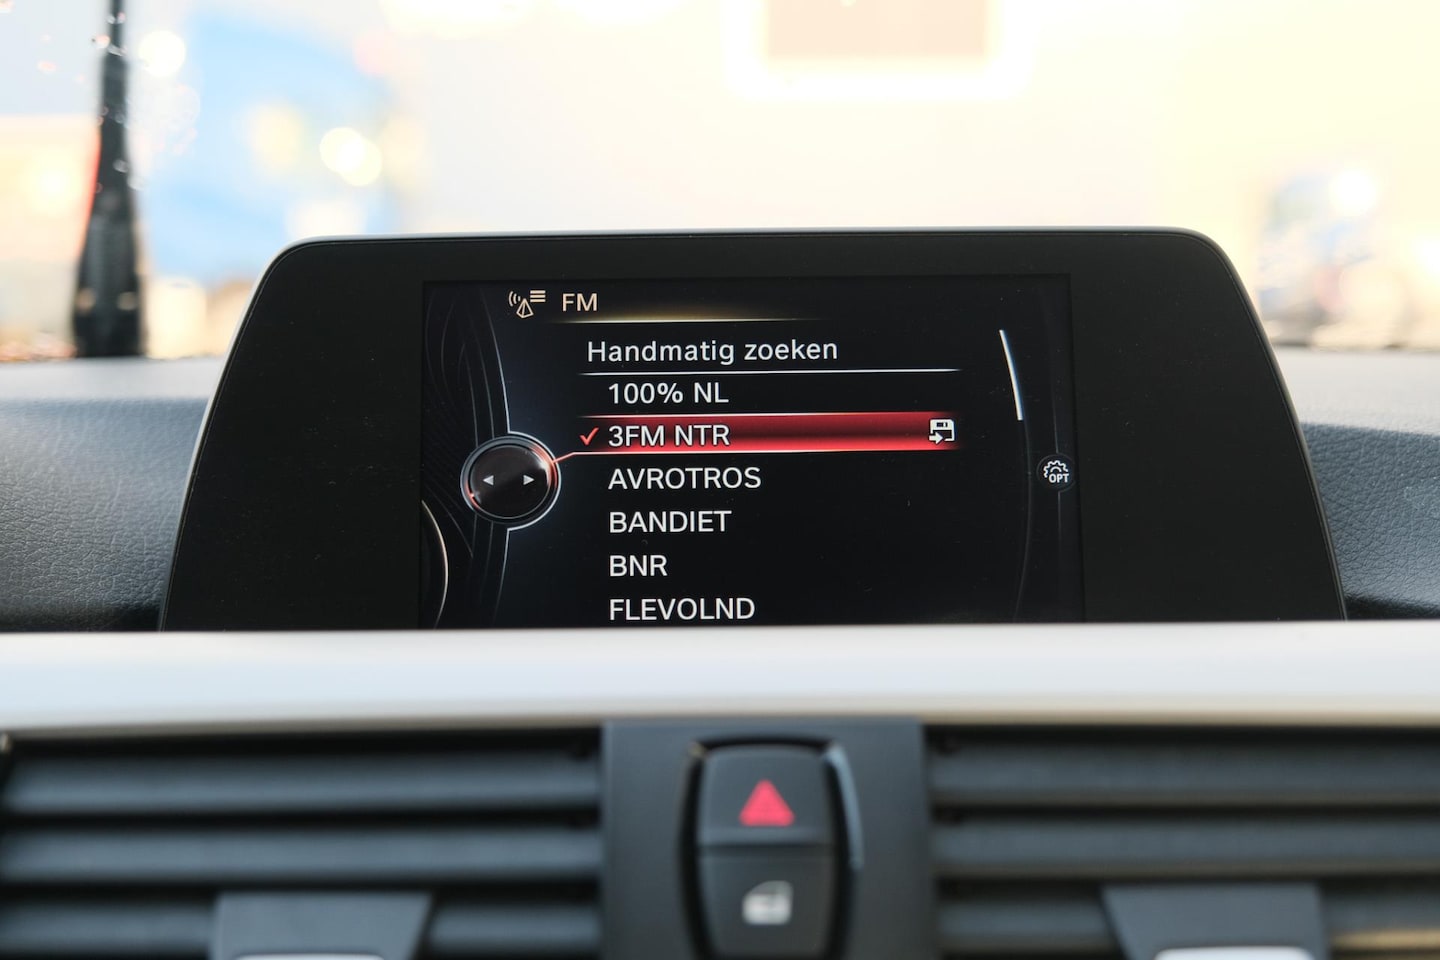 FM
Handmatig zoeken
100% NL
3FM NTR
AVROTROS
BANDIET
BNR
FLEVOLND
OPT